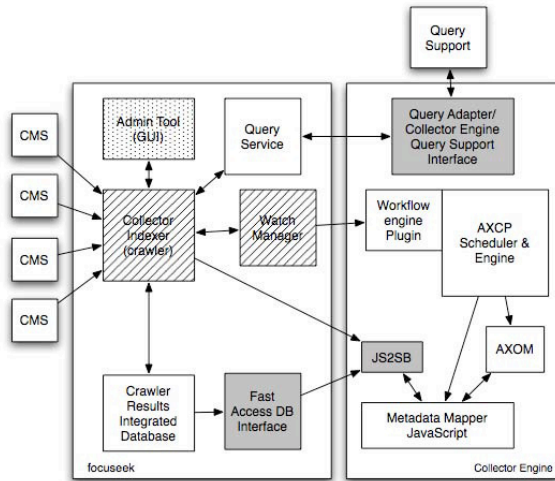 Query
Support
Admin Tool
(GUI)
Query
Service
Query Adapter/
Collector Engine
Query Support
Interface
CMS
CMS
CMS
CMS
Collector
Indexer
(crawler)
Watch
Manager
Workflow
engine
Plugin
AXCP
Scheduler &
Engine
JS2SB
AXOM
Crawler
Results
Integrated
Database
Fast
Access DB
Interface
Metadata Mapper
JavaScript
focuseek
Collector Engine